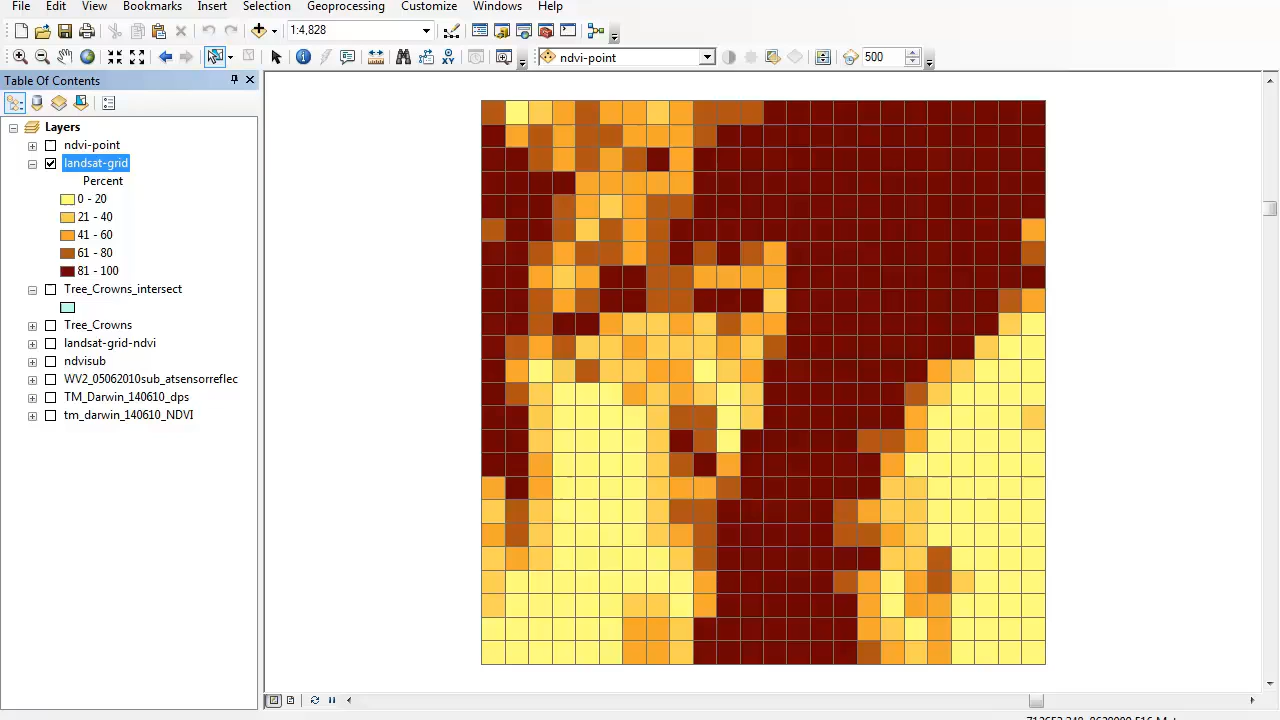 File Edit View Bookmarks Insert Selection Geoprocessing Customize Windows Help
1:4.828
ndvi-point 500
Table Of Contents
Layers
ndvi-point
landsat-grid
Percent
0 - 20
21 - 40
41 - 60
61 - 80
81 - 100
Tree_Crowns_intersect
Tree_Crowns
landsat-grid-ndvi
ndvisub
WV2_05062010sub_atsensorreflec
TM_Darwin_140610_dps
tm_darwin_140610_NDVI